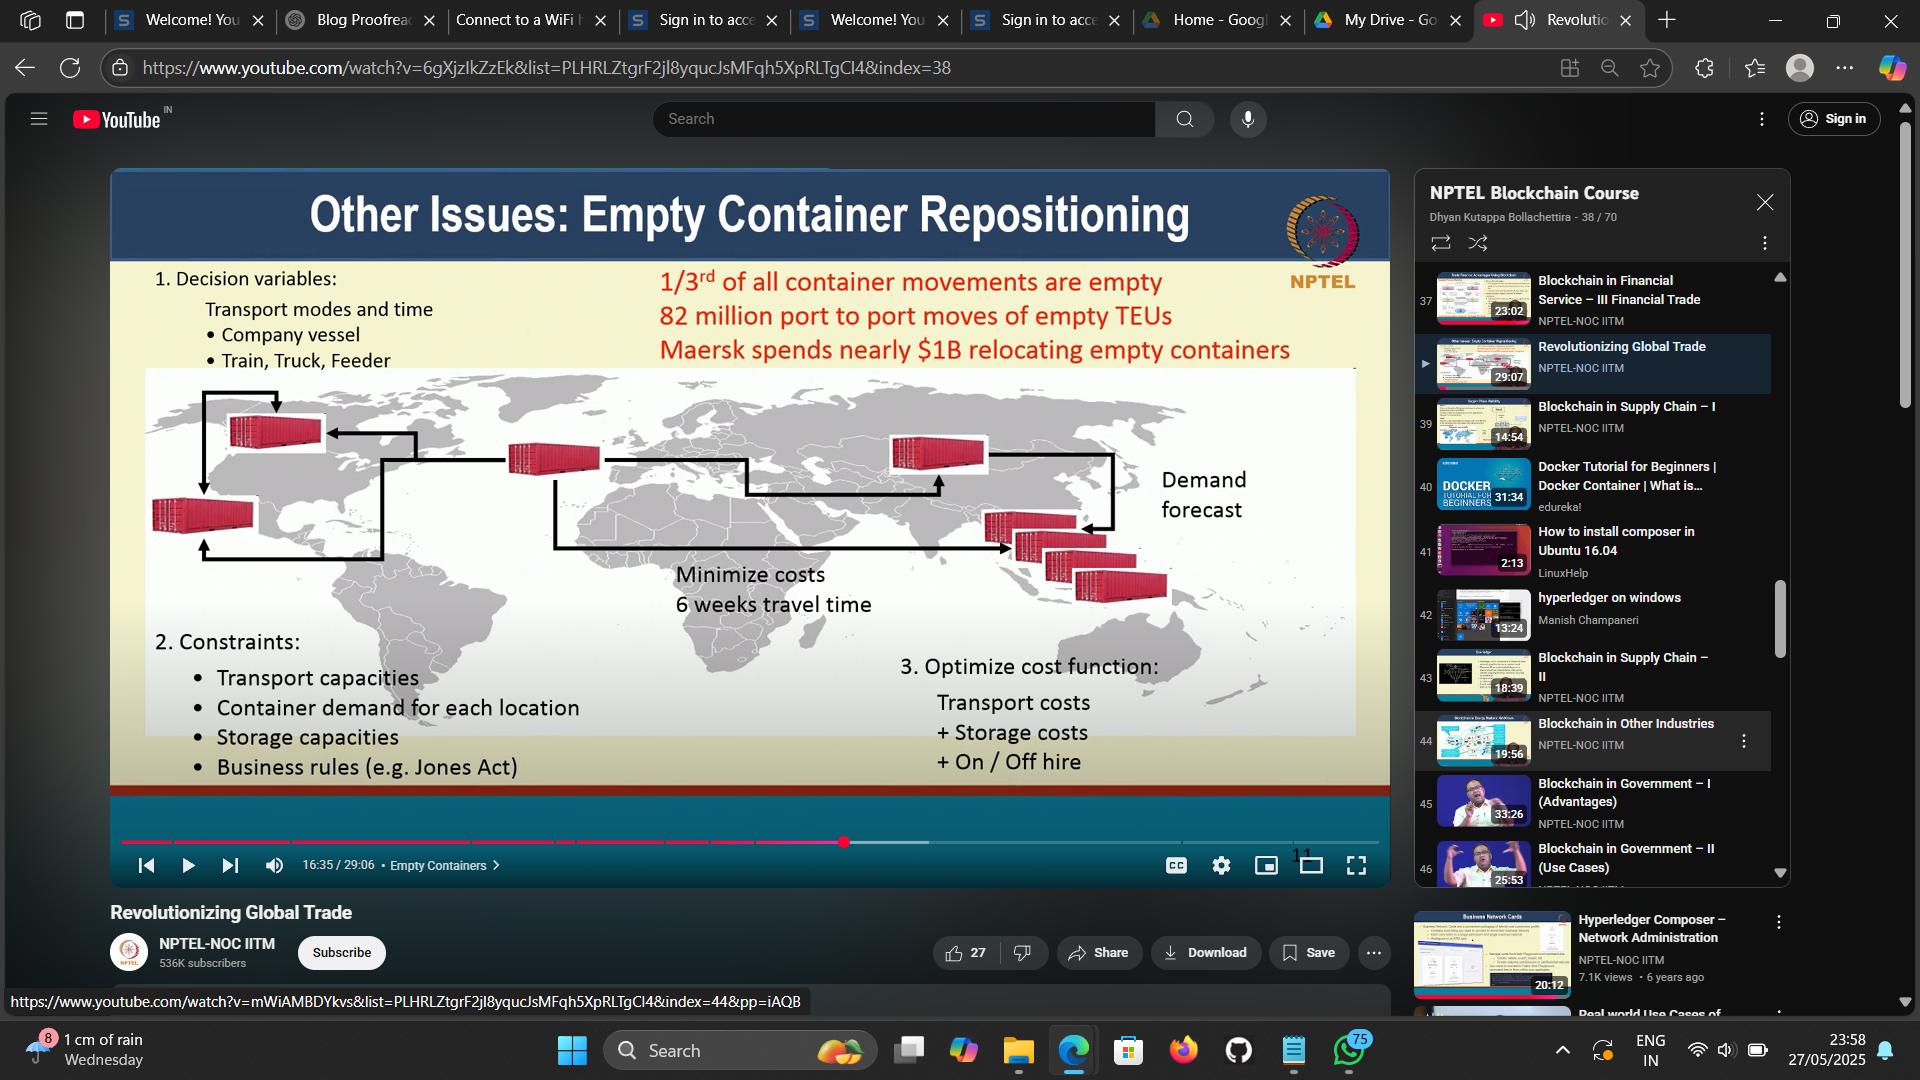 Welcome! You
Blog Proofread
Connect to a WiFi h
Sign in to acce
Welcome! You
Sign in to acce
Home - Googl
My Drive - Go
Revolutio
https://www.youtube.com/watch?v=6gXjzIkZzEk&list=PLHRLZtgrF2jl8yqucJsMFqh5XpRLTgCl4&index=38
YouTube IN
Search
Sign in
Other Issues: Empty Container Repositioning
NPTEL
1. Decision variables:
Transport modes and time
• Company vessel
• Train, Truck, Feeder
1/3rd of all container movements are empty
82 million port to port moves of empty TEUs
Maersk spends nearly $1B relocating empty containers
Demand
forecast
Minimize costs
6 weeks travel time
2. Constraints:
• Transport capacities
• Container demand for each location
• Storage capacities
• Business rules (e.g. Jones Act)
3. Optimize cost function:
Transport costs
+ Storage costs
+ On / Off hire
11
16:35 / 29:06 • Empty Containers
CC
Revolutionizing Global Trade
NPTEL-NOC IITM
536K subscribers
Subscribe
27
Share
Download
Save
https://www.youtube.com/watch?v=mWiAMBDYkvs&list=PLHRLZtgrF2jl8yqucJsMFqh5XpRLTgCl4&index=44&pp=iAQB
NPTEL Blockchain Course
Dhyan Kutappa Bollachettira - 38 / 70
37
23:02
Blockchain in Financial
Service – III Financial Trade
NPTEL-NOC IITM
29:07
Revolutionizing Global Trade
NPTEL-NOC IITM
39
14:54
Blockchain in Supply Chain – I
NPTEL-NOC IITM
40
DOCKER
TUTORIAL FOR
BEGINNERS
31:34
Docker Tutorial for Beginners |
Docker Container | What is...
edureka!
41
2:13
How to install composer in
Ubuntu 16.04
LinuxHelp
42
13:24
hyperledger on windows
Manish Champaneri
43
18:39
Blockchain in Supply Chain –
II
NPTEL-NOC IITM
44
19:56
Blockchain in Other Industries
NPTEL-NOC IITM
45
33:26
Blockchain in Government – I
(Advantages)
NPTEL-NOC IITM
46
25:53
Blockchain in Government – II
(Use Cases)
Business Network Cards
20:12
Hyperledger Composer –
Network Administration
NPTEL-NOC IITM
7.1K views • 6 years ago
Real world Use Cases of
8
1 cm of rain
Wednesday
Search
75
ENG
IN
23:58
27/05/2025